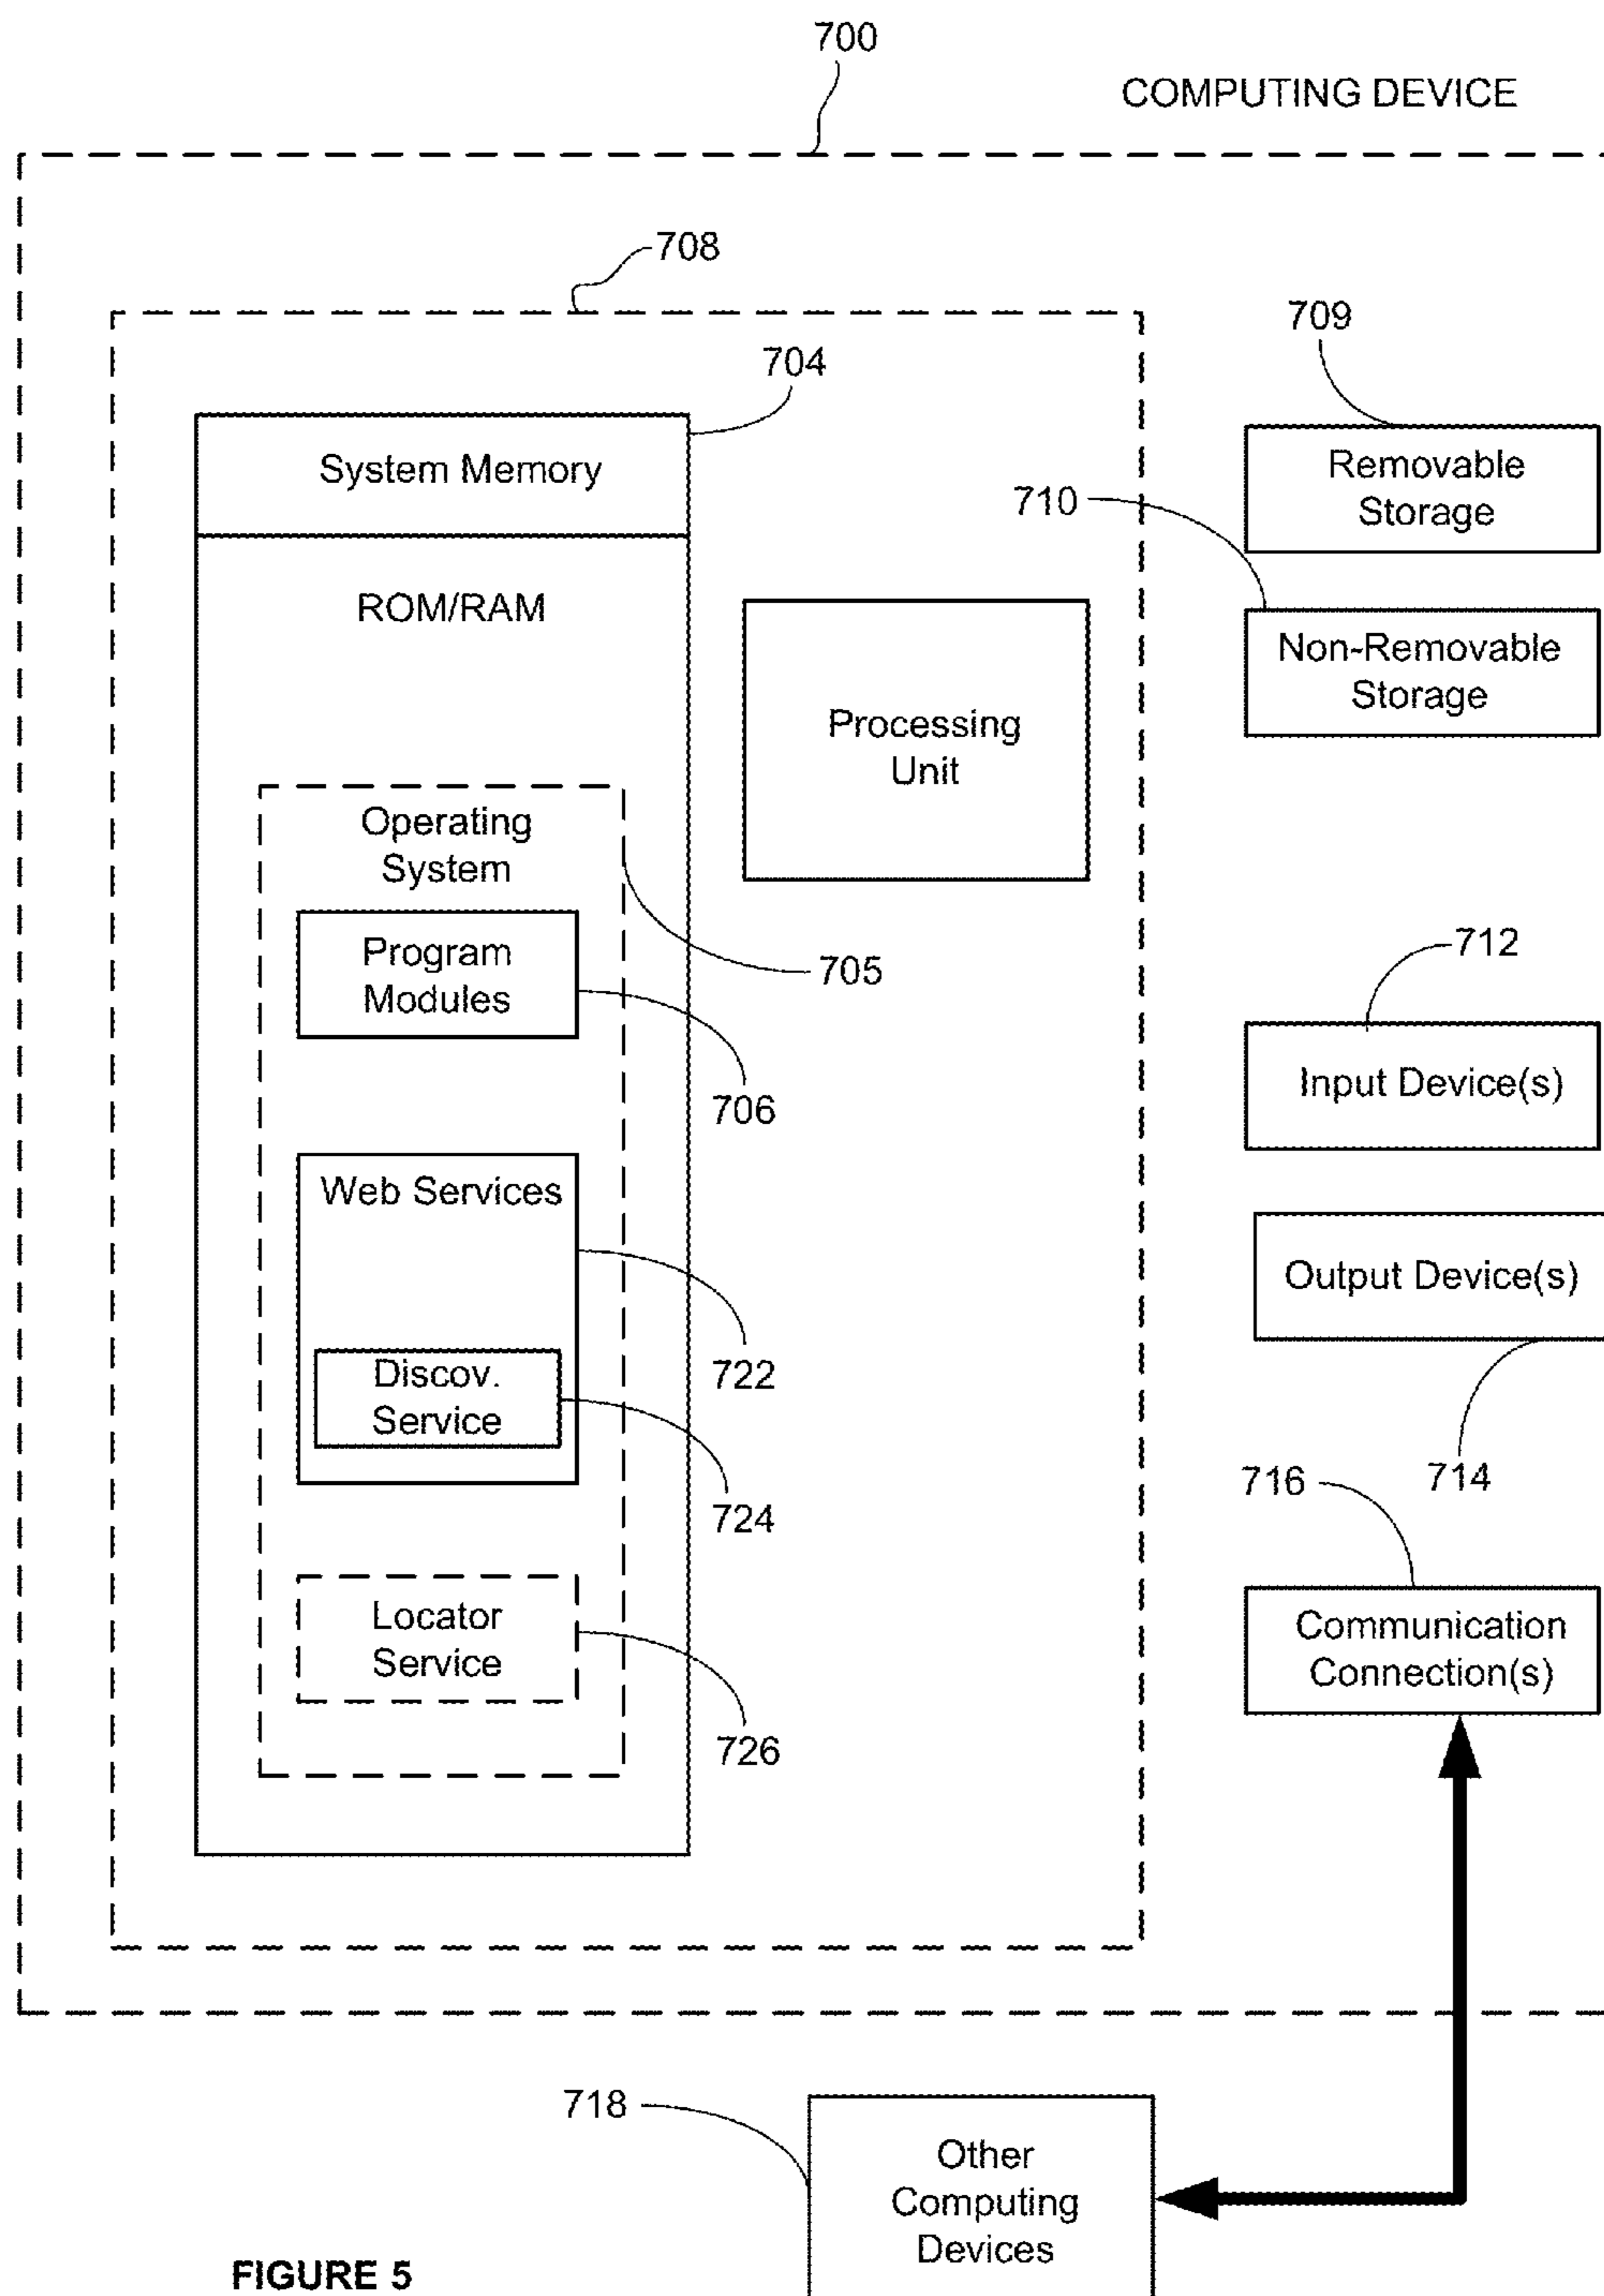 700
COMPUTING DEVICE
708
709
704
System Memory
Removable
Storage
710
ROM/RAM
Non-Removable
Storage
Processing
Unit
Operating
System
Program
Modules
705
706
712
Input Device(s)
Web Services
Output Device(s)
Discov.
Service
722
724
714
716
Locator
Service
726
Communication
Connection(s)
718
Other
Computing
Devices
FIGURE 5